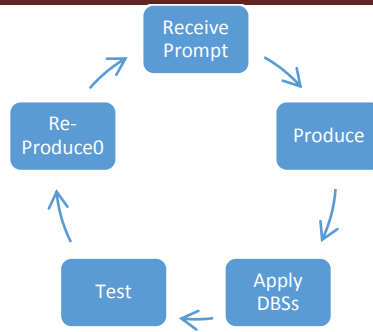 Receive
Prompt
Produce
Apply
DBSs
Test
Re-
Produce0